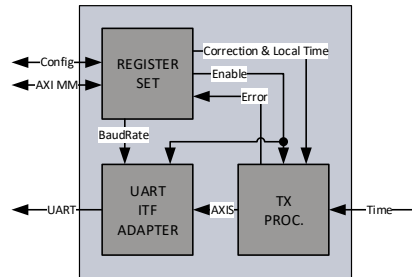 Correction & Local Time
Config
REGISTER
SET
Enable
AXI MM
Error
BaudRate
UART
ITF
ADAPTER
TX
PROC.
UART
AXIS
Time